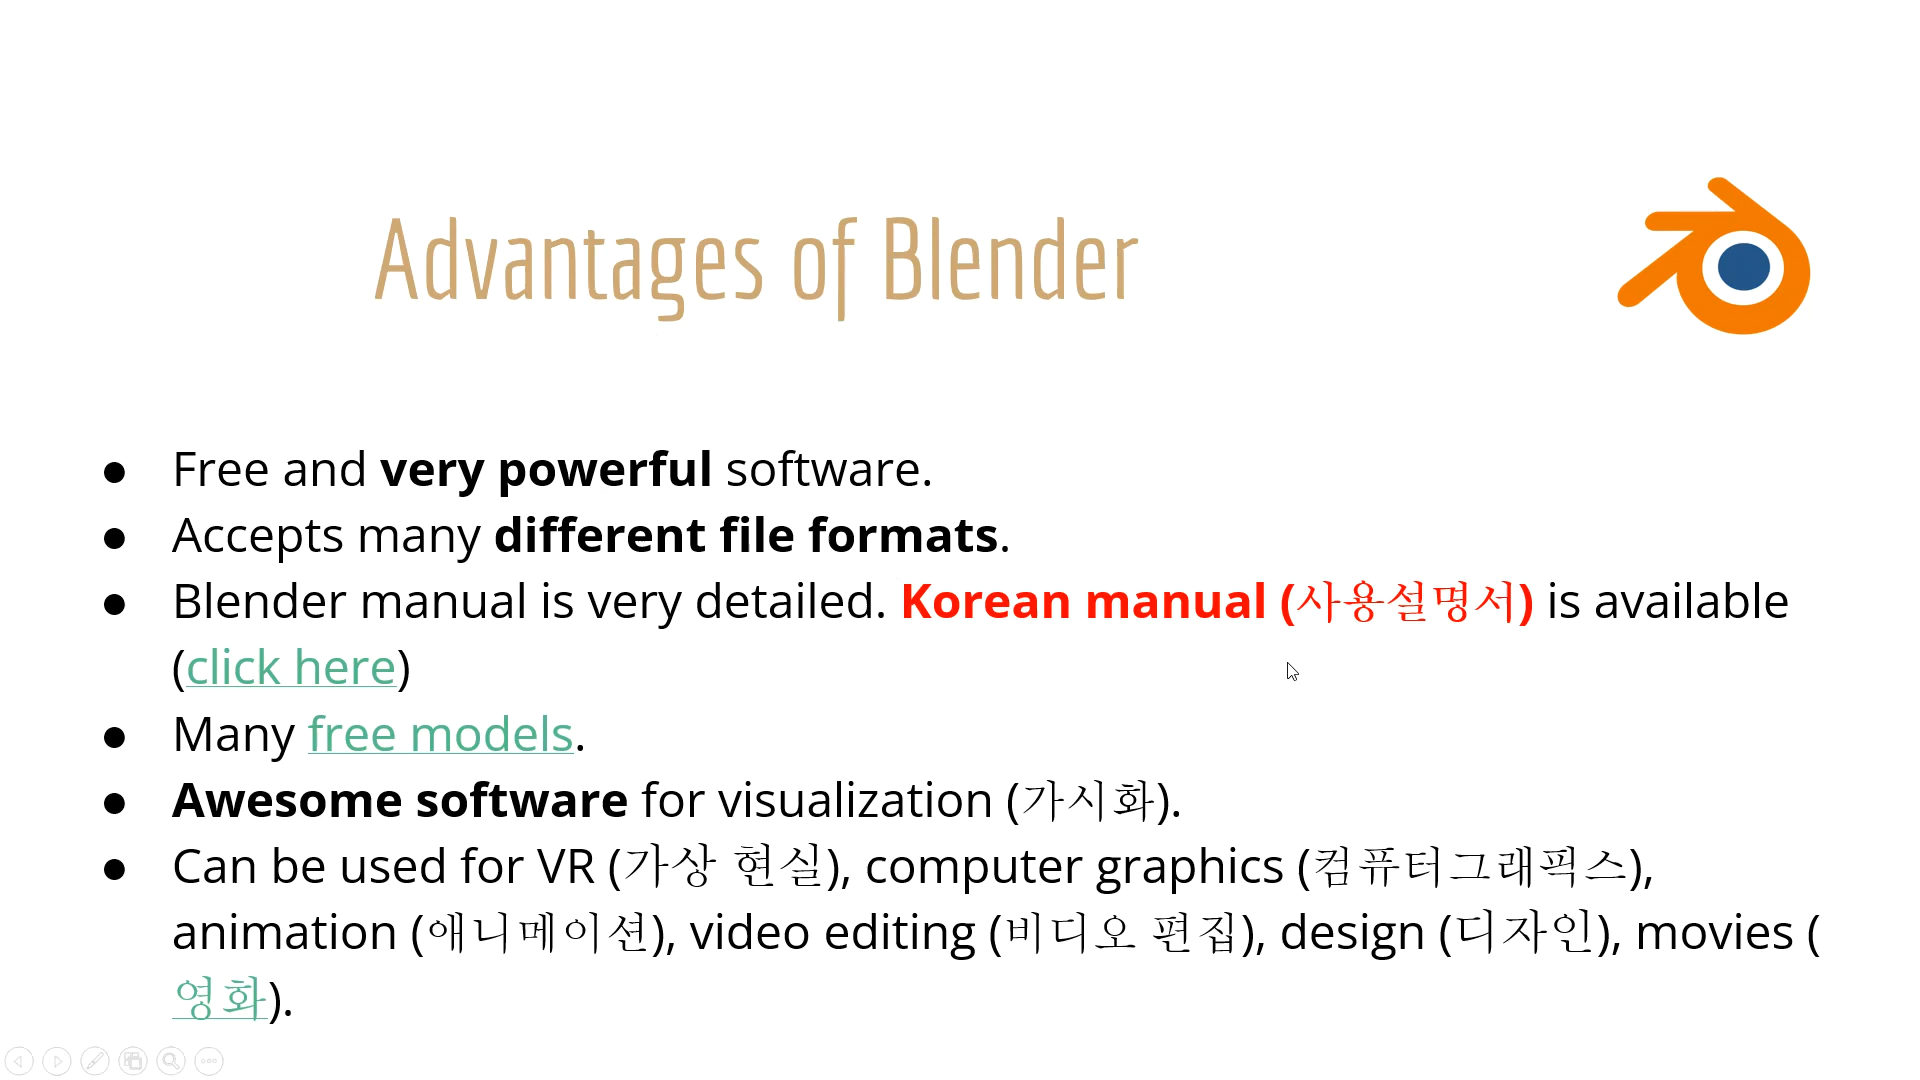 Advantages of Blender
● Free and very powerful software.
● Accepts many different file formats.
● Blender manual is very detailed. Korean manual (사용설명서) is available
(click here)
● Many free models.
● Awesome software for visualization (가시화).
● Can be used for VR (가상 현실), computer graphics (컴퓨터그래픽스),
animation (애니메이션), video editing (비디오 편집), design (디자인), movies (
영화).